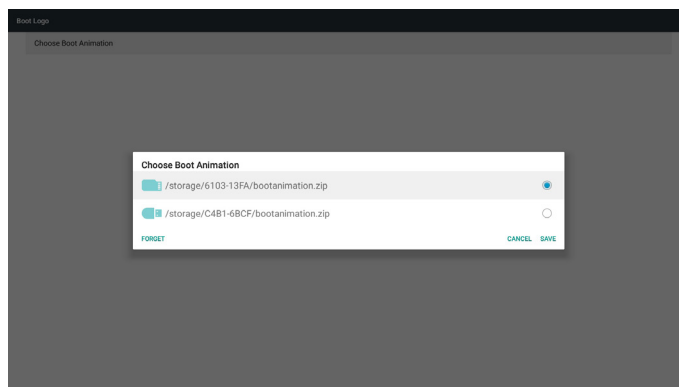 Boot Logo
Choose Boot Animation
Choose Boot Animation
/storage/6103-13FA/bootanimation.zip
/storage/C4B1-6BCF/bootanimation.zip
FORGET CANCEL SAVE